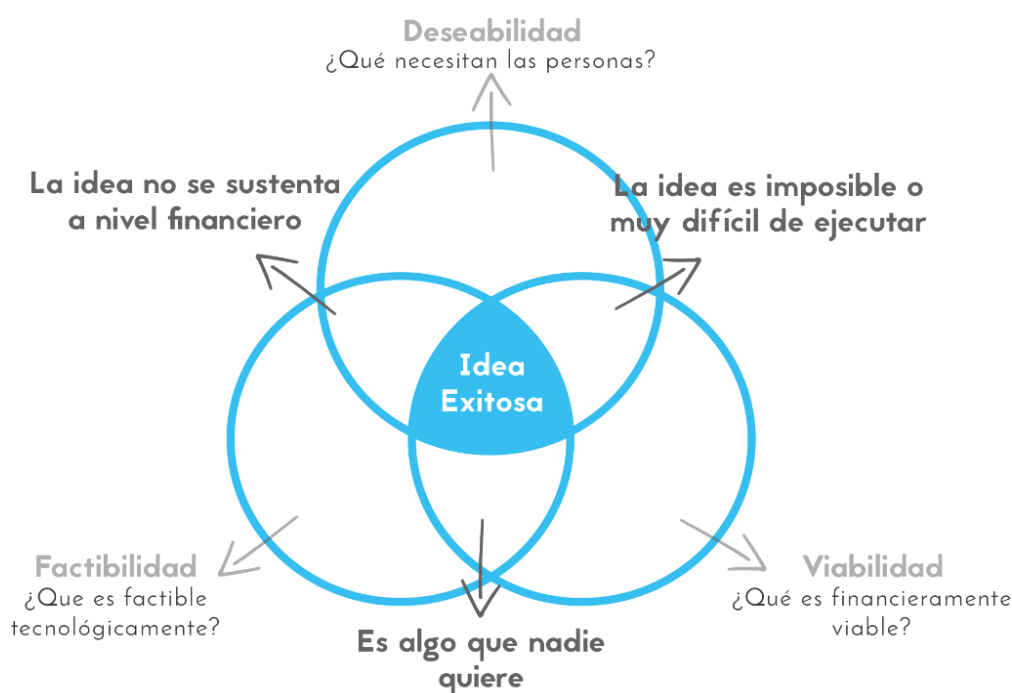 Deseabilidad
¿Qué necesitan las personas?
La idea no se sustenta
a nivel financiero
La idea es imposible o
muy difícil de ejecutar
Idea
Exitosa
Factibilidad
¿Que es factible
tecnológicamente?
Viabilidad
¿Qué es financieramente
viable?
Es algo que nadie
quiere